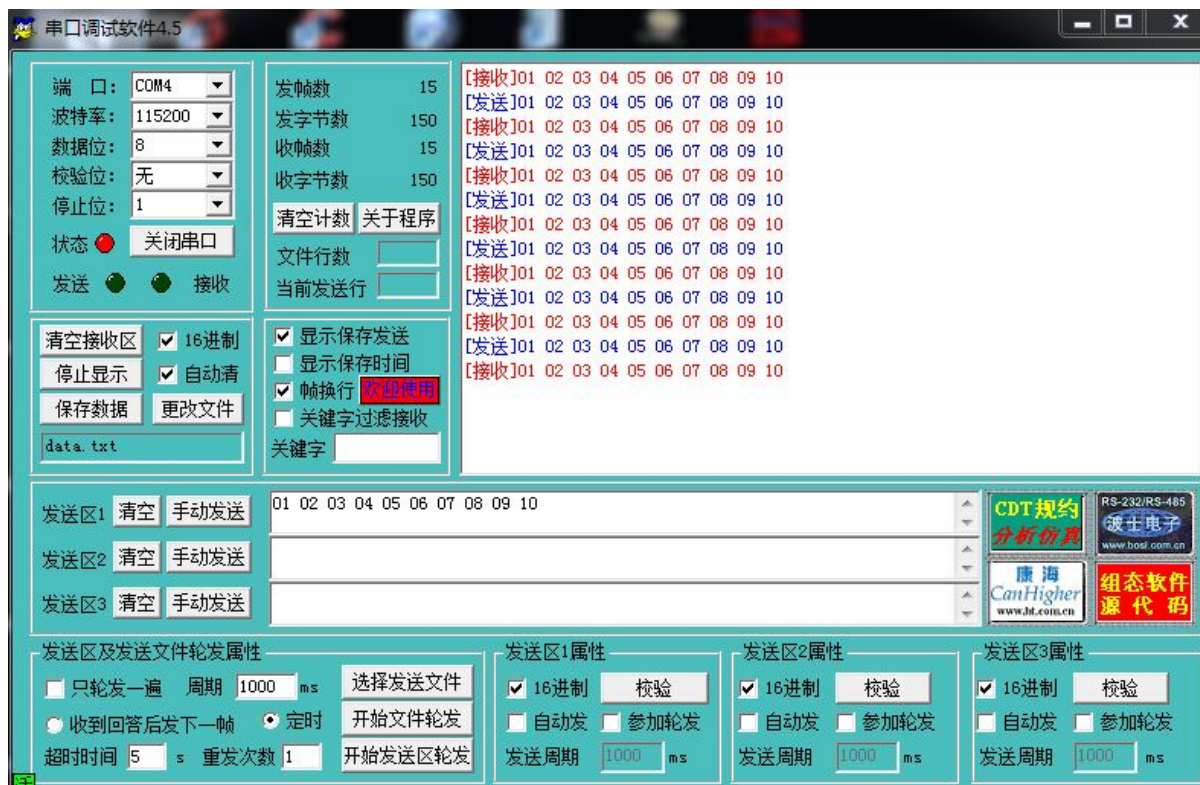 串口调试软件4.5
端 口: COM4
波特率: 115200
数据位: 8
校验位: 无
停止位: 1
状态 关闭串口
发送 接收
发帧数 15
发字节数 150
收帧数 15
收字节数 150
清空计数 关于程序
文件行数
当前发送行
[接收]01 02 03 04 05 06 07 08 09 10
[发送]01 02 03 04 05 06 07 08 09 10
[接收]01 02 03 04 05 06 07 08 09 10
[发送]01 02 03 04 05 06 07 08 09 10
[接收]01 02 03 04 05 06 07 08 09 10
[发送]01 02 03 04 05 06 07 08 09 10
[接收]01 02 03 04 05 06 07 08 09 10
[发送]01 02 03 04 05 06 07 08 09 10
[接收]01 02 03 04 05 06 07 08 09 10
[发送]01 02 03 04 05 06 07 08 09 10
[接收]01 02 03 04 05 06 07 08 09 10
[发送]01 02 03 04 05 06 07 08 09 10
[接收]01 02 03 04 05 06 07 08 09 10
清空接收区 16进制
停止显示 自动清
保存数据 更改文件
data.txt
显示保存发送
显示保存时间
帧换行 欢迎使用
关键字过滤接收
关键字
发送区1 清空 手动发送 01 02 03 04 05 06 07 08 09 10
发送区2 清空 手动发送
发送区3 清空 手动发送
CDT规约
分析仿真
RS-232/RS-485
波士电子
www.bosi.com.cn
康海
CanHigher
www.ht.com.cn
组态软件
源代码
发送区及发送文件轮发属性
只轮发一遍 周期 1000 ms 选择发送文件
收到回答后发下一帧 定时 开始文件轮发
超时时间 5 s 重发次数 1 开始发送区轮发
发送区1属性
16进制 校验
自动发 参加轮发
发送周期 1000 ms
发送区2属性
16进制 校验
自动发 参加轮发
发送周期 1000 ms
发送区3属性
16进制 校验
自动发 参加轮发
发送周期 1000 ms